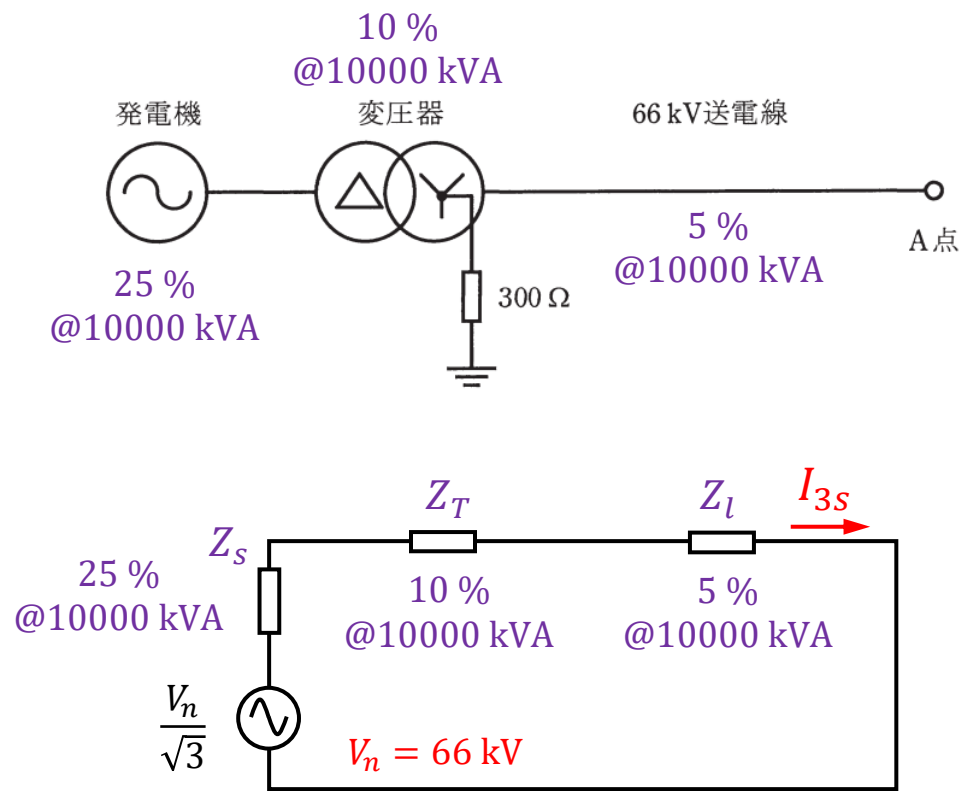 10 %
@10000 kVA
発電機
変圧器
66 kV送電線
5 %
@10000 kVA
A点
25 %
@10000 kVA
300 Ω
I_{3s}
Z_T
Z_l
Z_s
25 %
@10000 kVA
10 %
@10000 kVA
5 %
@10000 kVA
V_n
√3
V_n = 66 kV